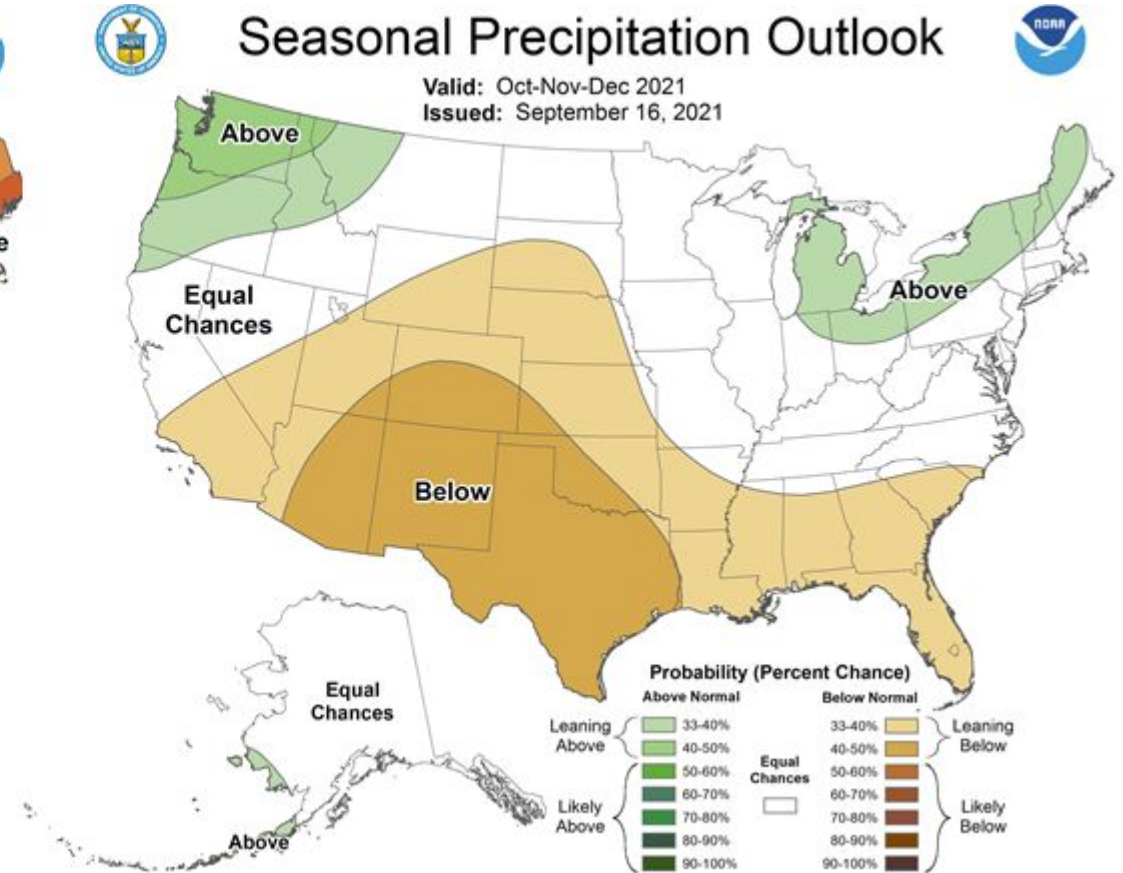 Seasonal Precipitation Outlook
NOAA
Valid: Oct-Nov-Dec 2021
Issued: September 16, 2021
Above
Equal
Chances
Above
Below
Equal
Chances
Above
Probability (Percent Chance)
Above Normal Below Normal
Leaning
Above
33-40%
40-50%
50-60%
60-70%
70-80%
80-90%
90-100%
Likely
Above
Equal
Chances
33-40%
40-50%
50-60%
60-70%
70-80%
80-90%
90-100%
Leaning
Below
Likely
Below